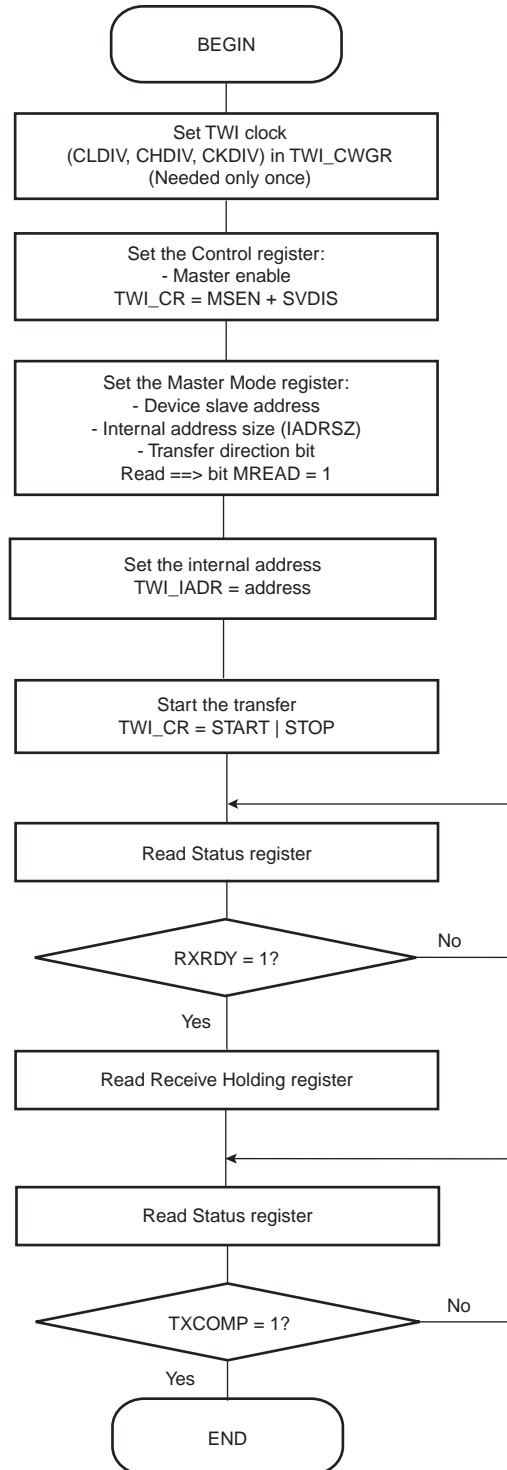 BEGIN
Set TWI clock
(CLDIV, CHDIV, CKDIV) in TWI_CWGR
(Needed only once)
Set the Control register:
- Master enable
TWI_CR = MSEN + SVDIS
Set the Master Mode register:
- Device slave address
- Internal address size (IADRSZ)
- Transfer direction bit
Read ==> bit MREAD = 1
Set the internal address
TWI_IADR = address
Start the transfer
TWI_CR = START | STOP
Read Status register
RXRDY = 1?
No
Yes
Read Receive Holding register
Read Status register
TXCOMP = 1?
No
Yes
END